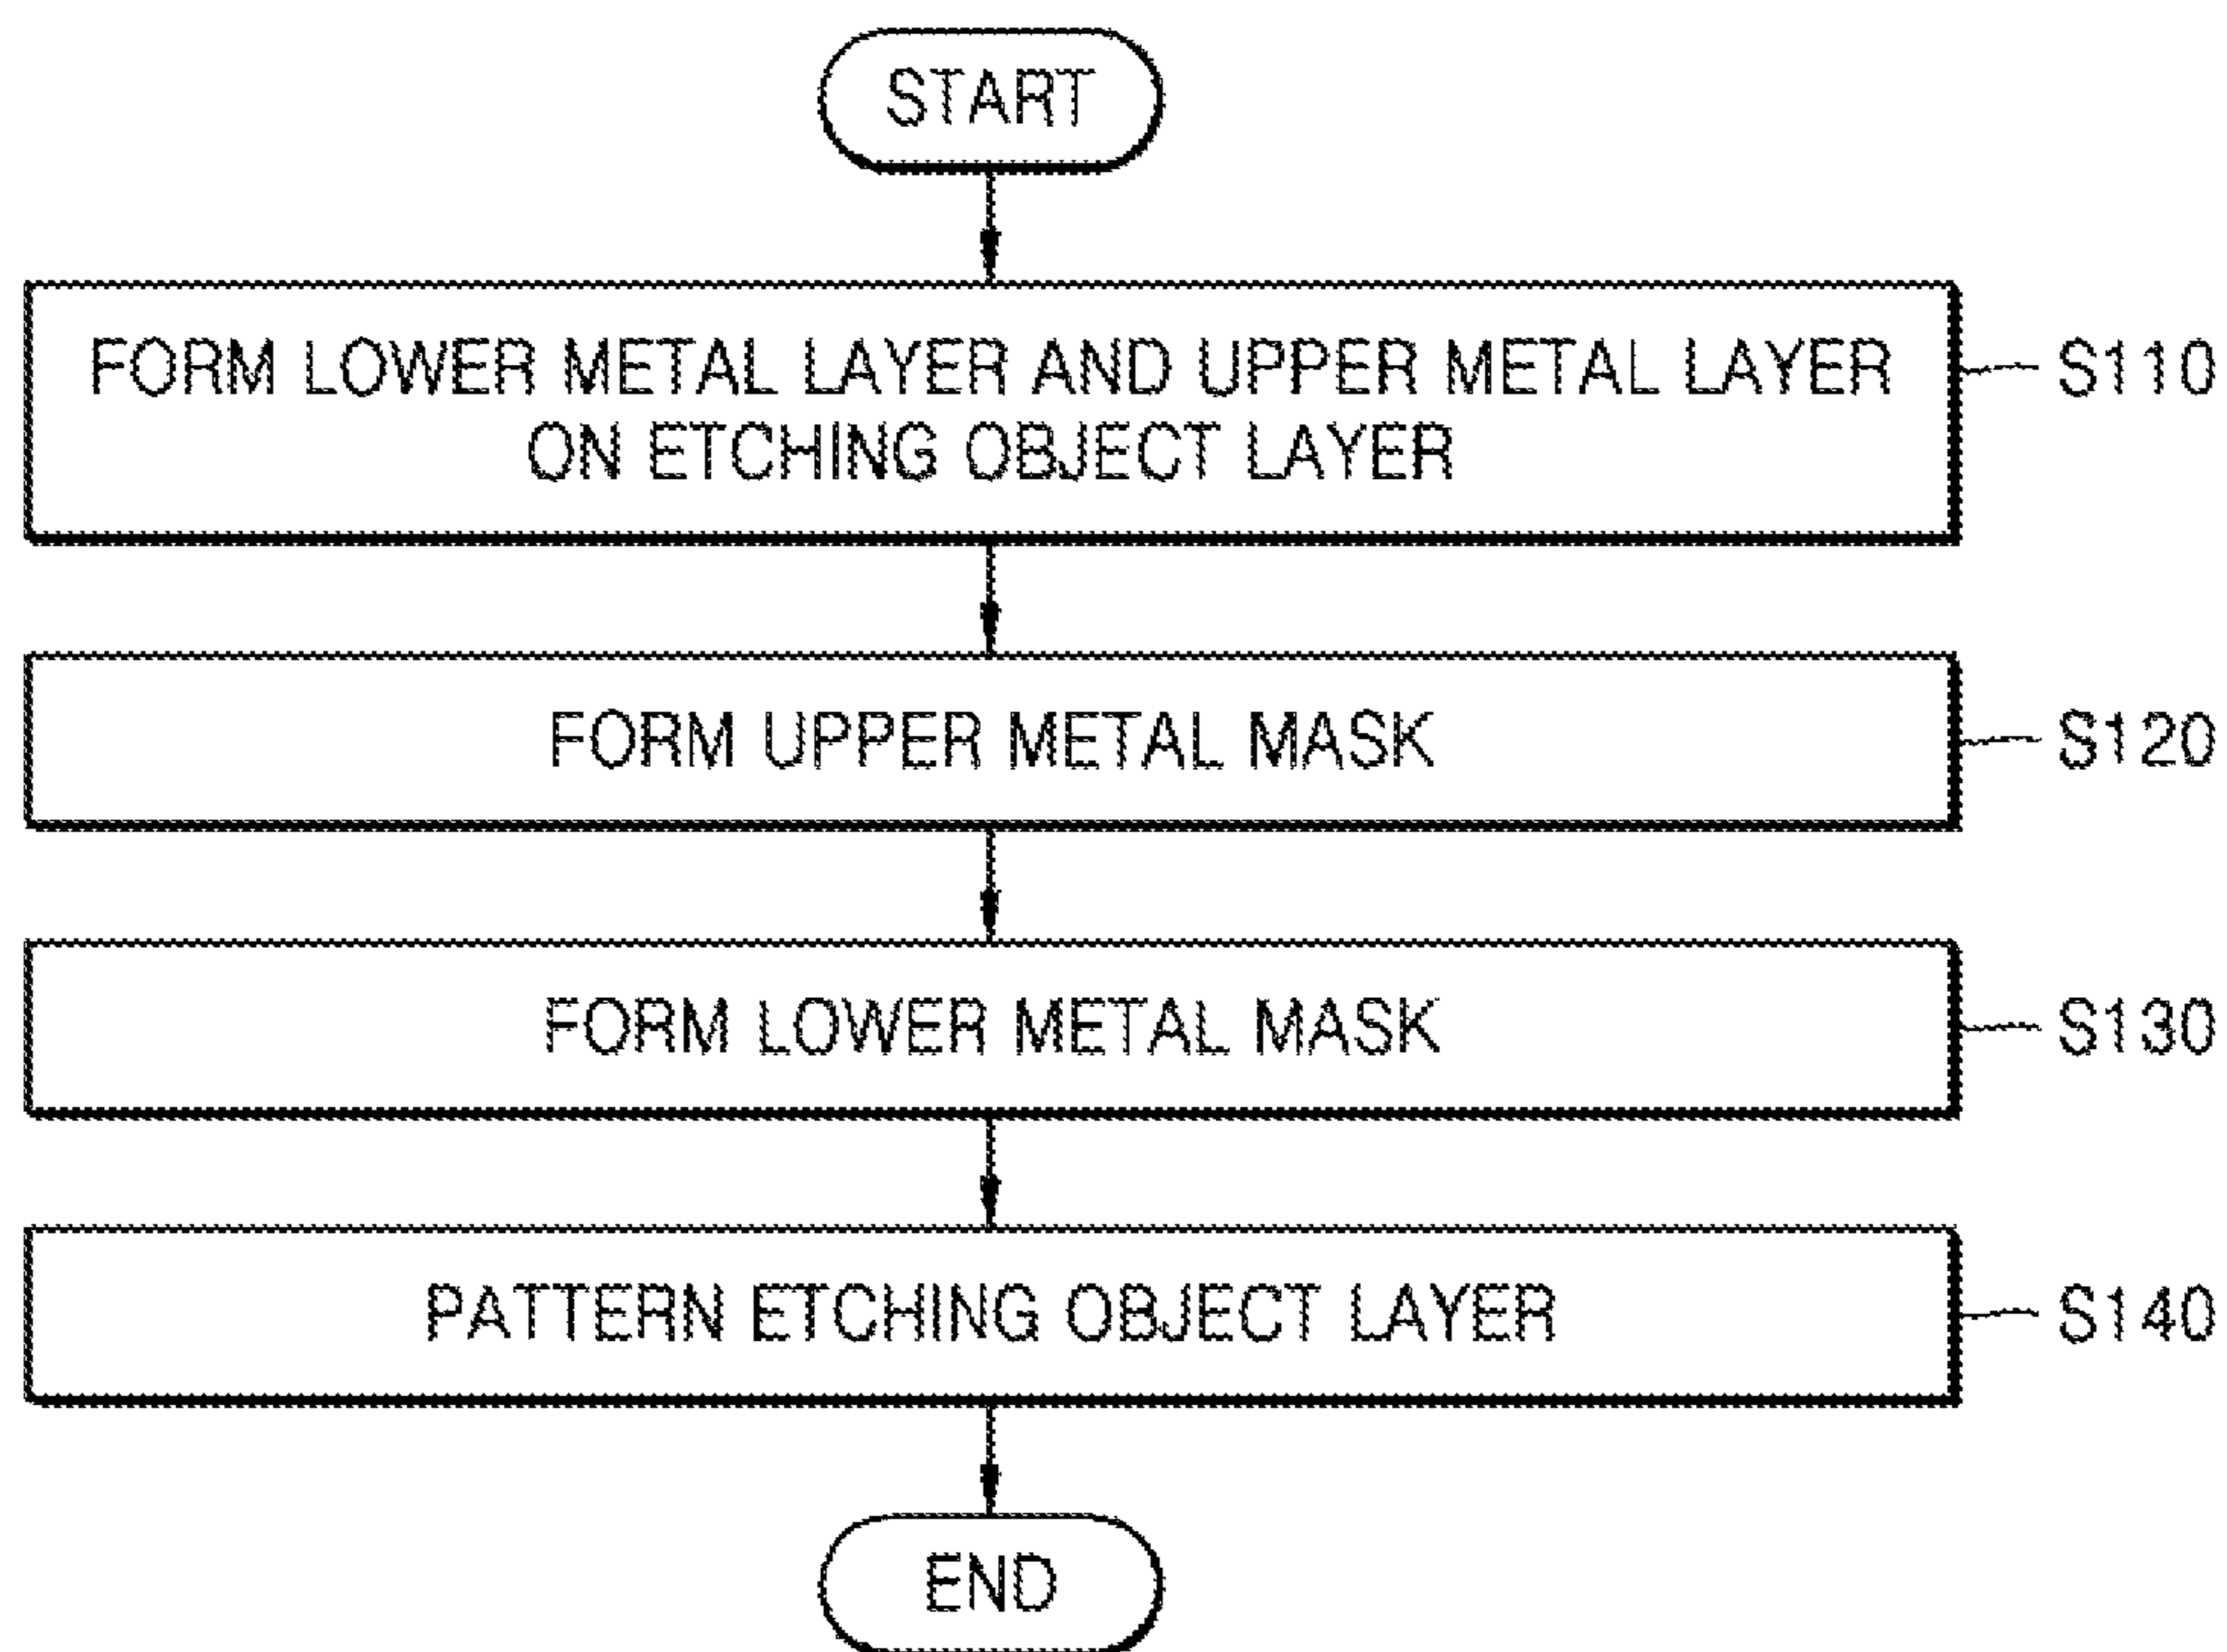 START
FORM LOWER METAL LAYER AND UPPER METAL LAYER
ON ETCHING OBJECT LAYER
S110
FORM UPPER METAL MASK
S120
FORM LOWER METAL MASK
S130
PATTERN ETCHING OBJECT LAYER
S140
END